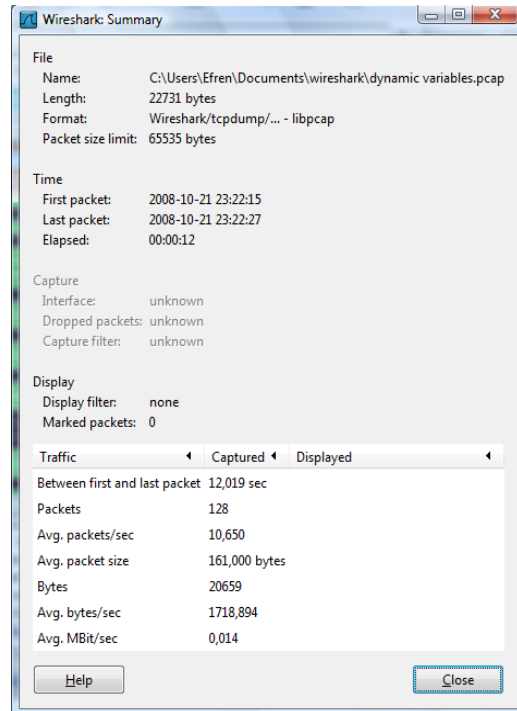 Wireshark: Summary
File
Name: C:\Users\Efren\Documents\wireshark\dynamic variables.pcap
Length: 22731 bytes
Format: Wireshark/tcpdump/... - libpcap
Packet size limit: 65535 bytes
Time
First packet: 2008-10-21 23:22:15
Last packet: 2008-10-21 23:22:27
Elapsed: 00:00:12
Capture
Interface: unknown
Dropped packets: unknown
Capture filter: unknown
Display
Display filter: none
Marked packets: 0
Traffic Captured Displayed
Between first and last packet 12,019 sec
Packets 128
Avg. packets/sec 10,650
Avg. packet size 161,000 bytes
Bytes 20659
Avg. bytes/sec 1718,894
Avg. MBit/sec 0,014
Help Close